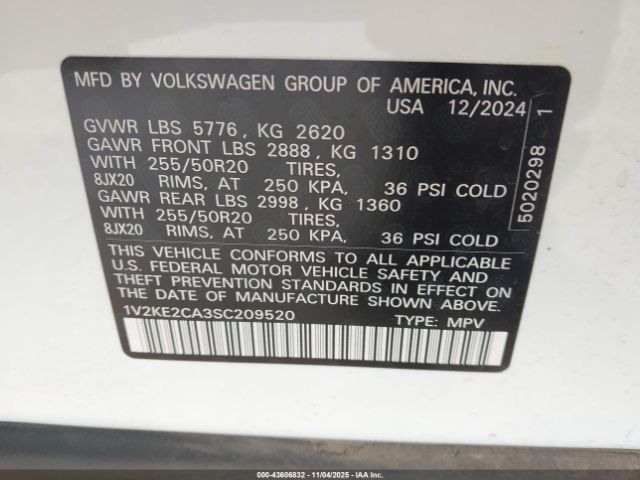 MFD BY VOLKSWAGEN GROUP OF AMERICA, INC.
USA 12/2024
GVWR LBS 5776, KG 2620
GAWR FRONT LBS 2888, KG 1310
WITH 255/50R20 TIRES,
8JX20 RIMS, AT 250 KPA, 36 PSI COLD
GAWR REAR LBS 2998, KG 1360
WITH 255/50R20 TIRES,
8JX20 RIMS, AT 250 KPA, 36 PSI COLD
THIS VEHICLE CONFORMS TO ALL APPLICABLE
U.S. FEDERAL MOTOR VEHICLE SAFETY AND
THEFT PREVENTION STANDARDS IN EFFECT ON
THE DATE OF MANUFACTURE SHOWN ABOVE.
1V2KE2CA3SC209520 TYPE: MPV
5020298 1
000-43606832 - 11/04/2025 - IAAI, Inc.